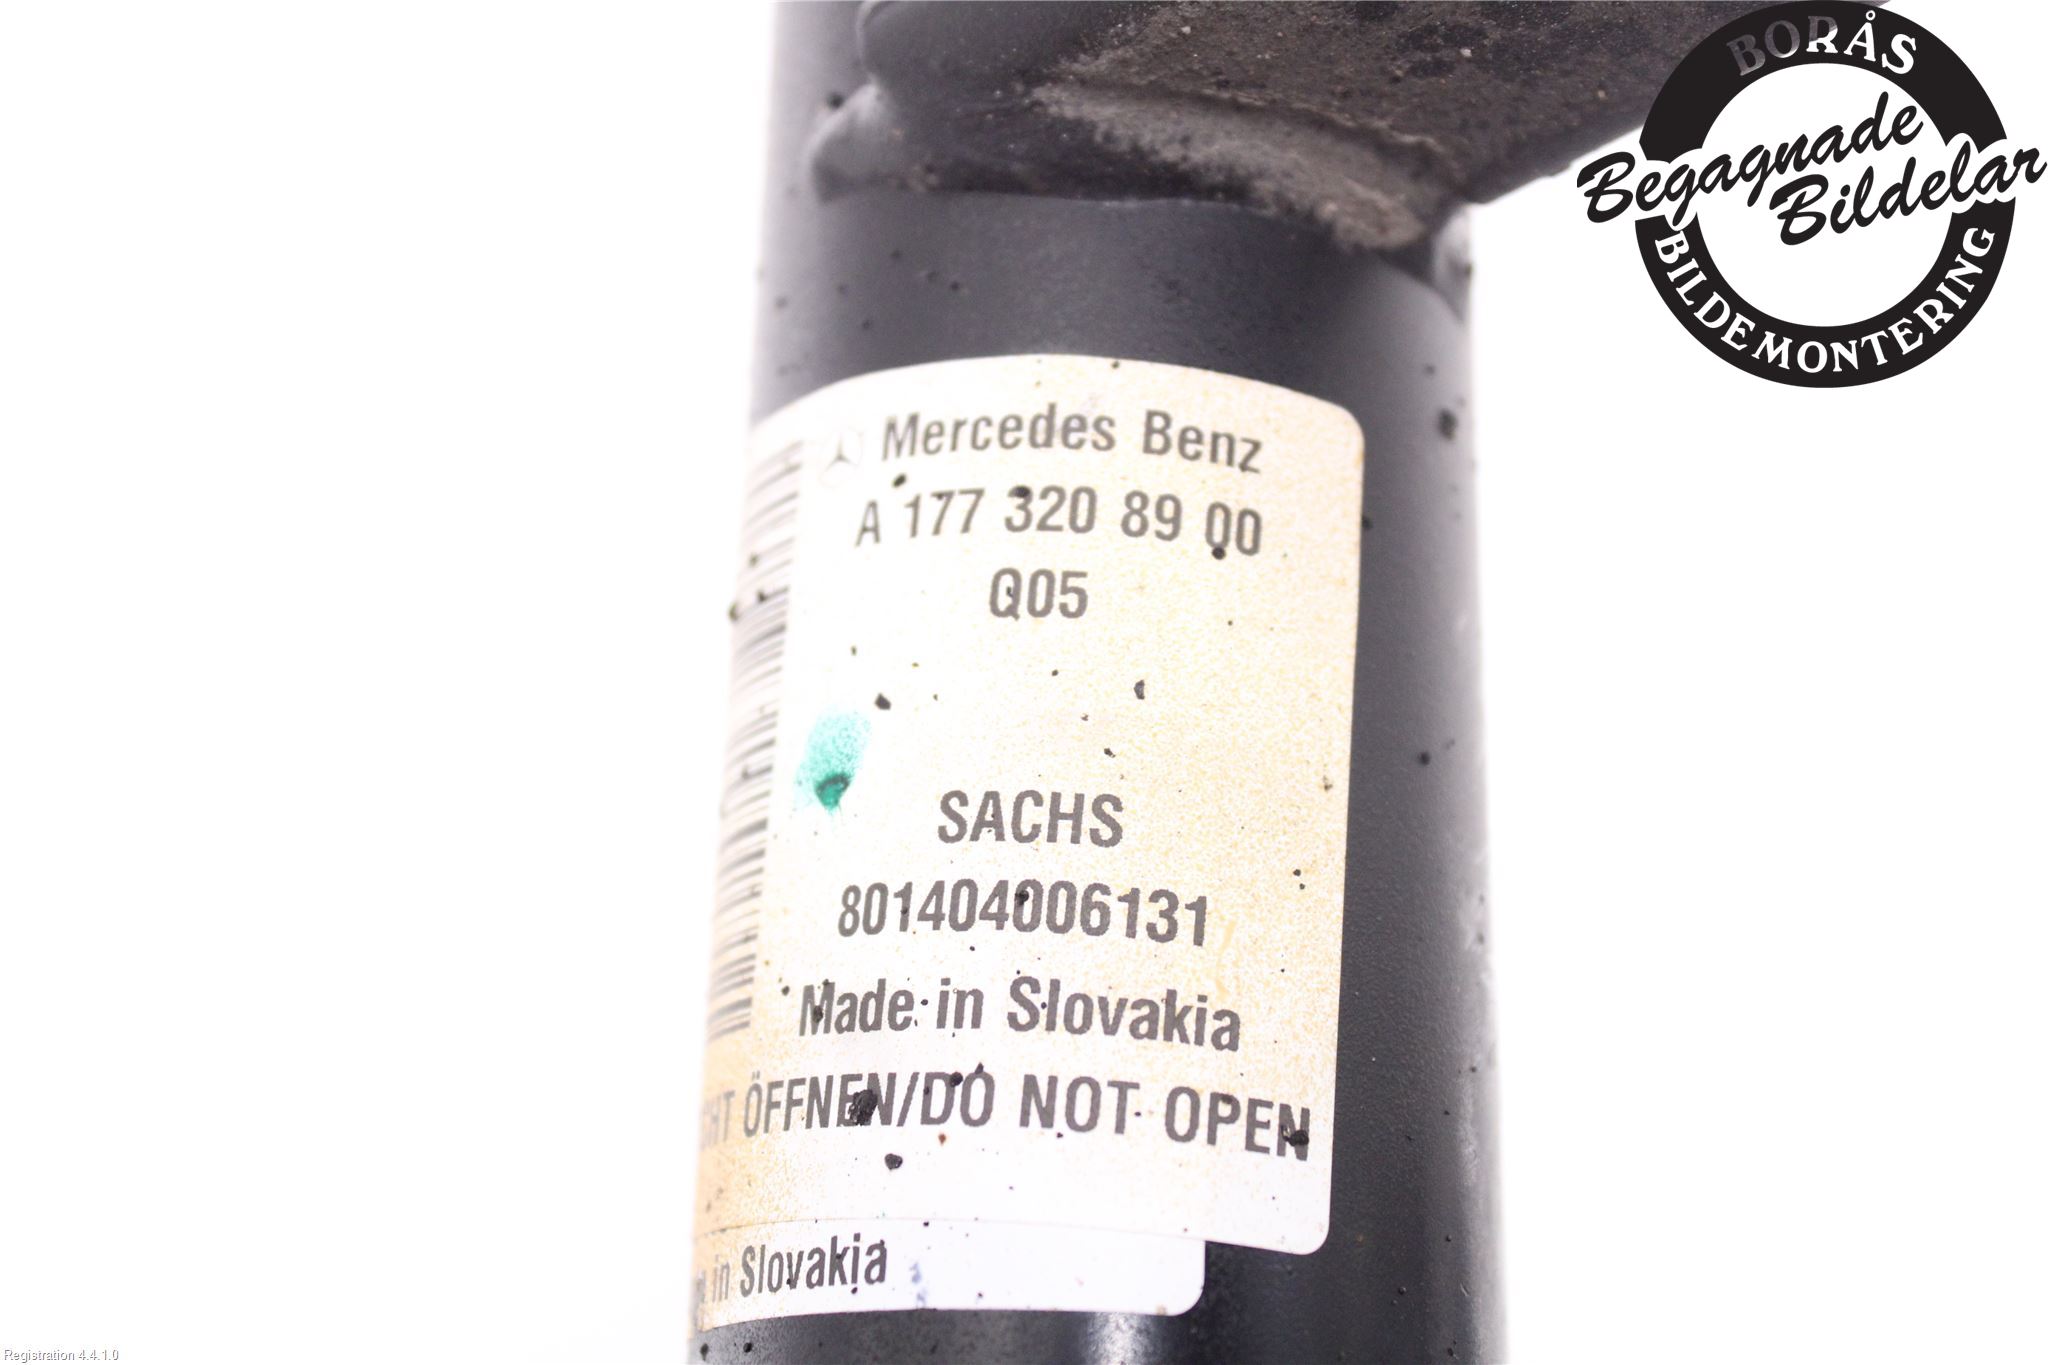 BORÅS
Begagnade
Bildelar
BILDEMONTERING
Mercedes Benz
A 177 320 89 00
Q05
SACHS
801404006131
Made in Slovakia
ÖFFNEN/DO NOT OPEN
in Slovakia
Registration 4.4.1.0